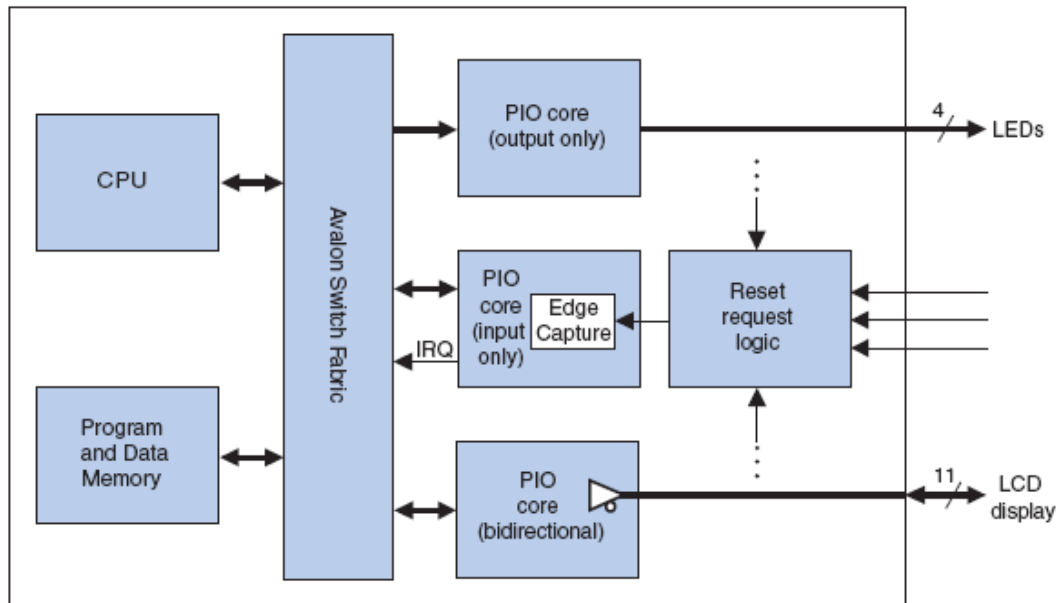 CPU
Program
and Data
Memory
Avalon Switch Fabric
PIO core
(output only)
4
LEDs
PIO
core
(input
only)
Edge
Capture
IRQ
Reset
request
logic
PIO
core
(bidirectional)
11
LCD
display